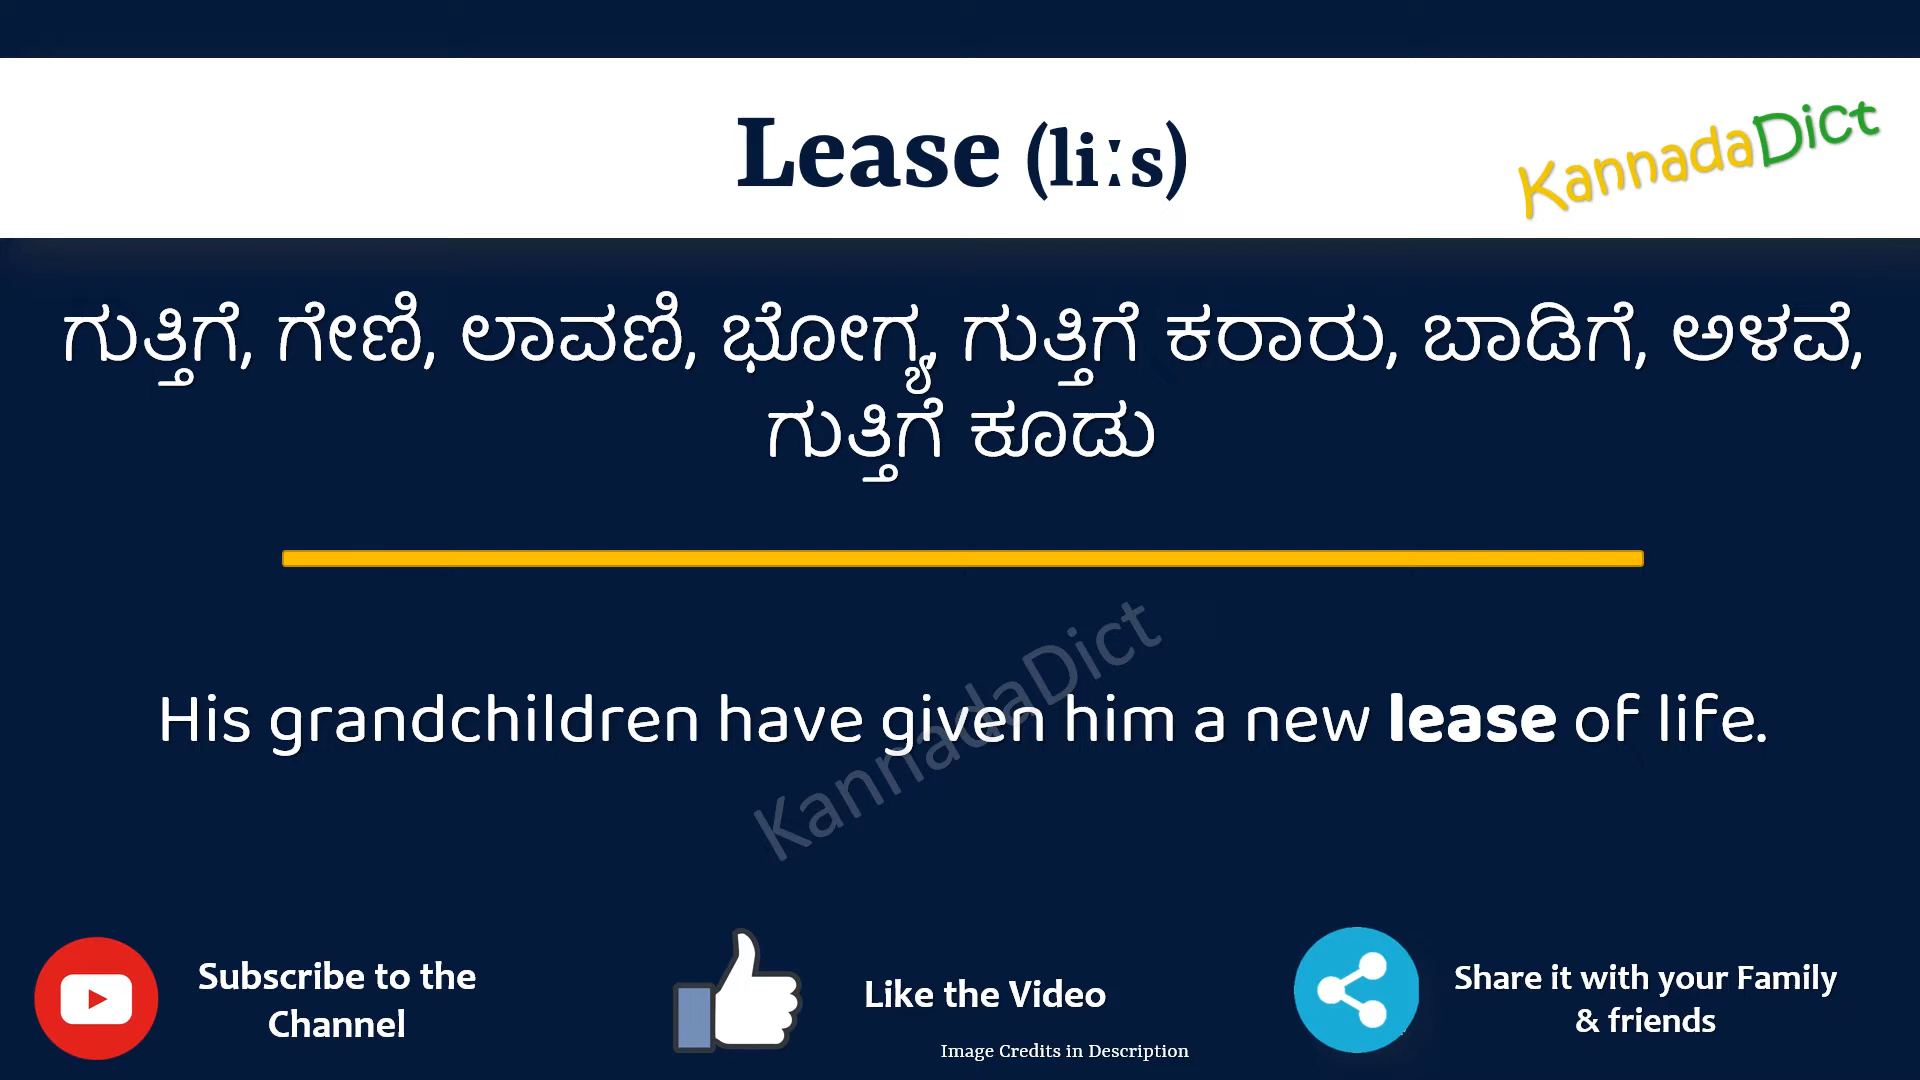 Lease (liːs)
KannadaDict
ಗುತ್ತಿಗೆ, ಗೇಣಿ, ಲಾವಣಿ, ಭೋಗ್ಯ, ಗುತ್ತಿಗೆ ಕರಾರು, ಬಾಡಿಗೆ, ಅಳವೆ,
ಗುತ್ತಿಗೆ ಕೂಡು
His grandchildren have given him a new lease of life.
KannadaDict
Subscribe to the
Channel
Like the Video
Share it with your Family
& friends
Image Credits in Description